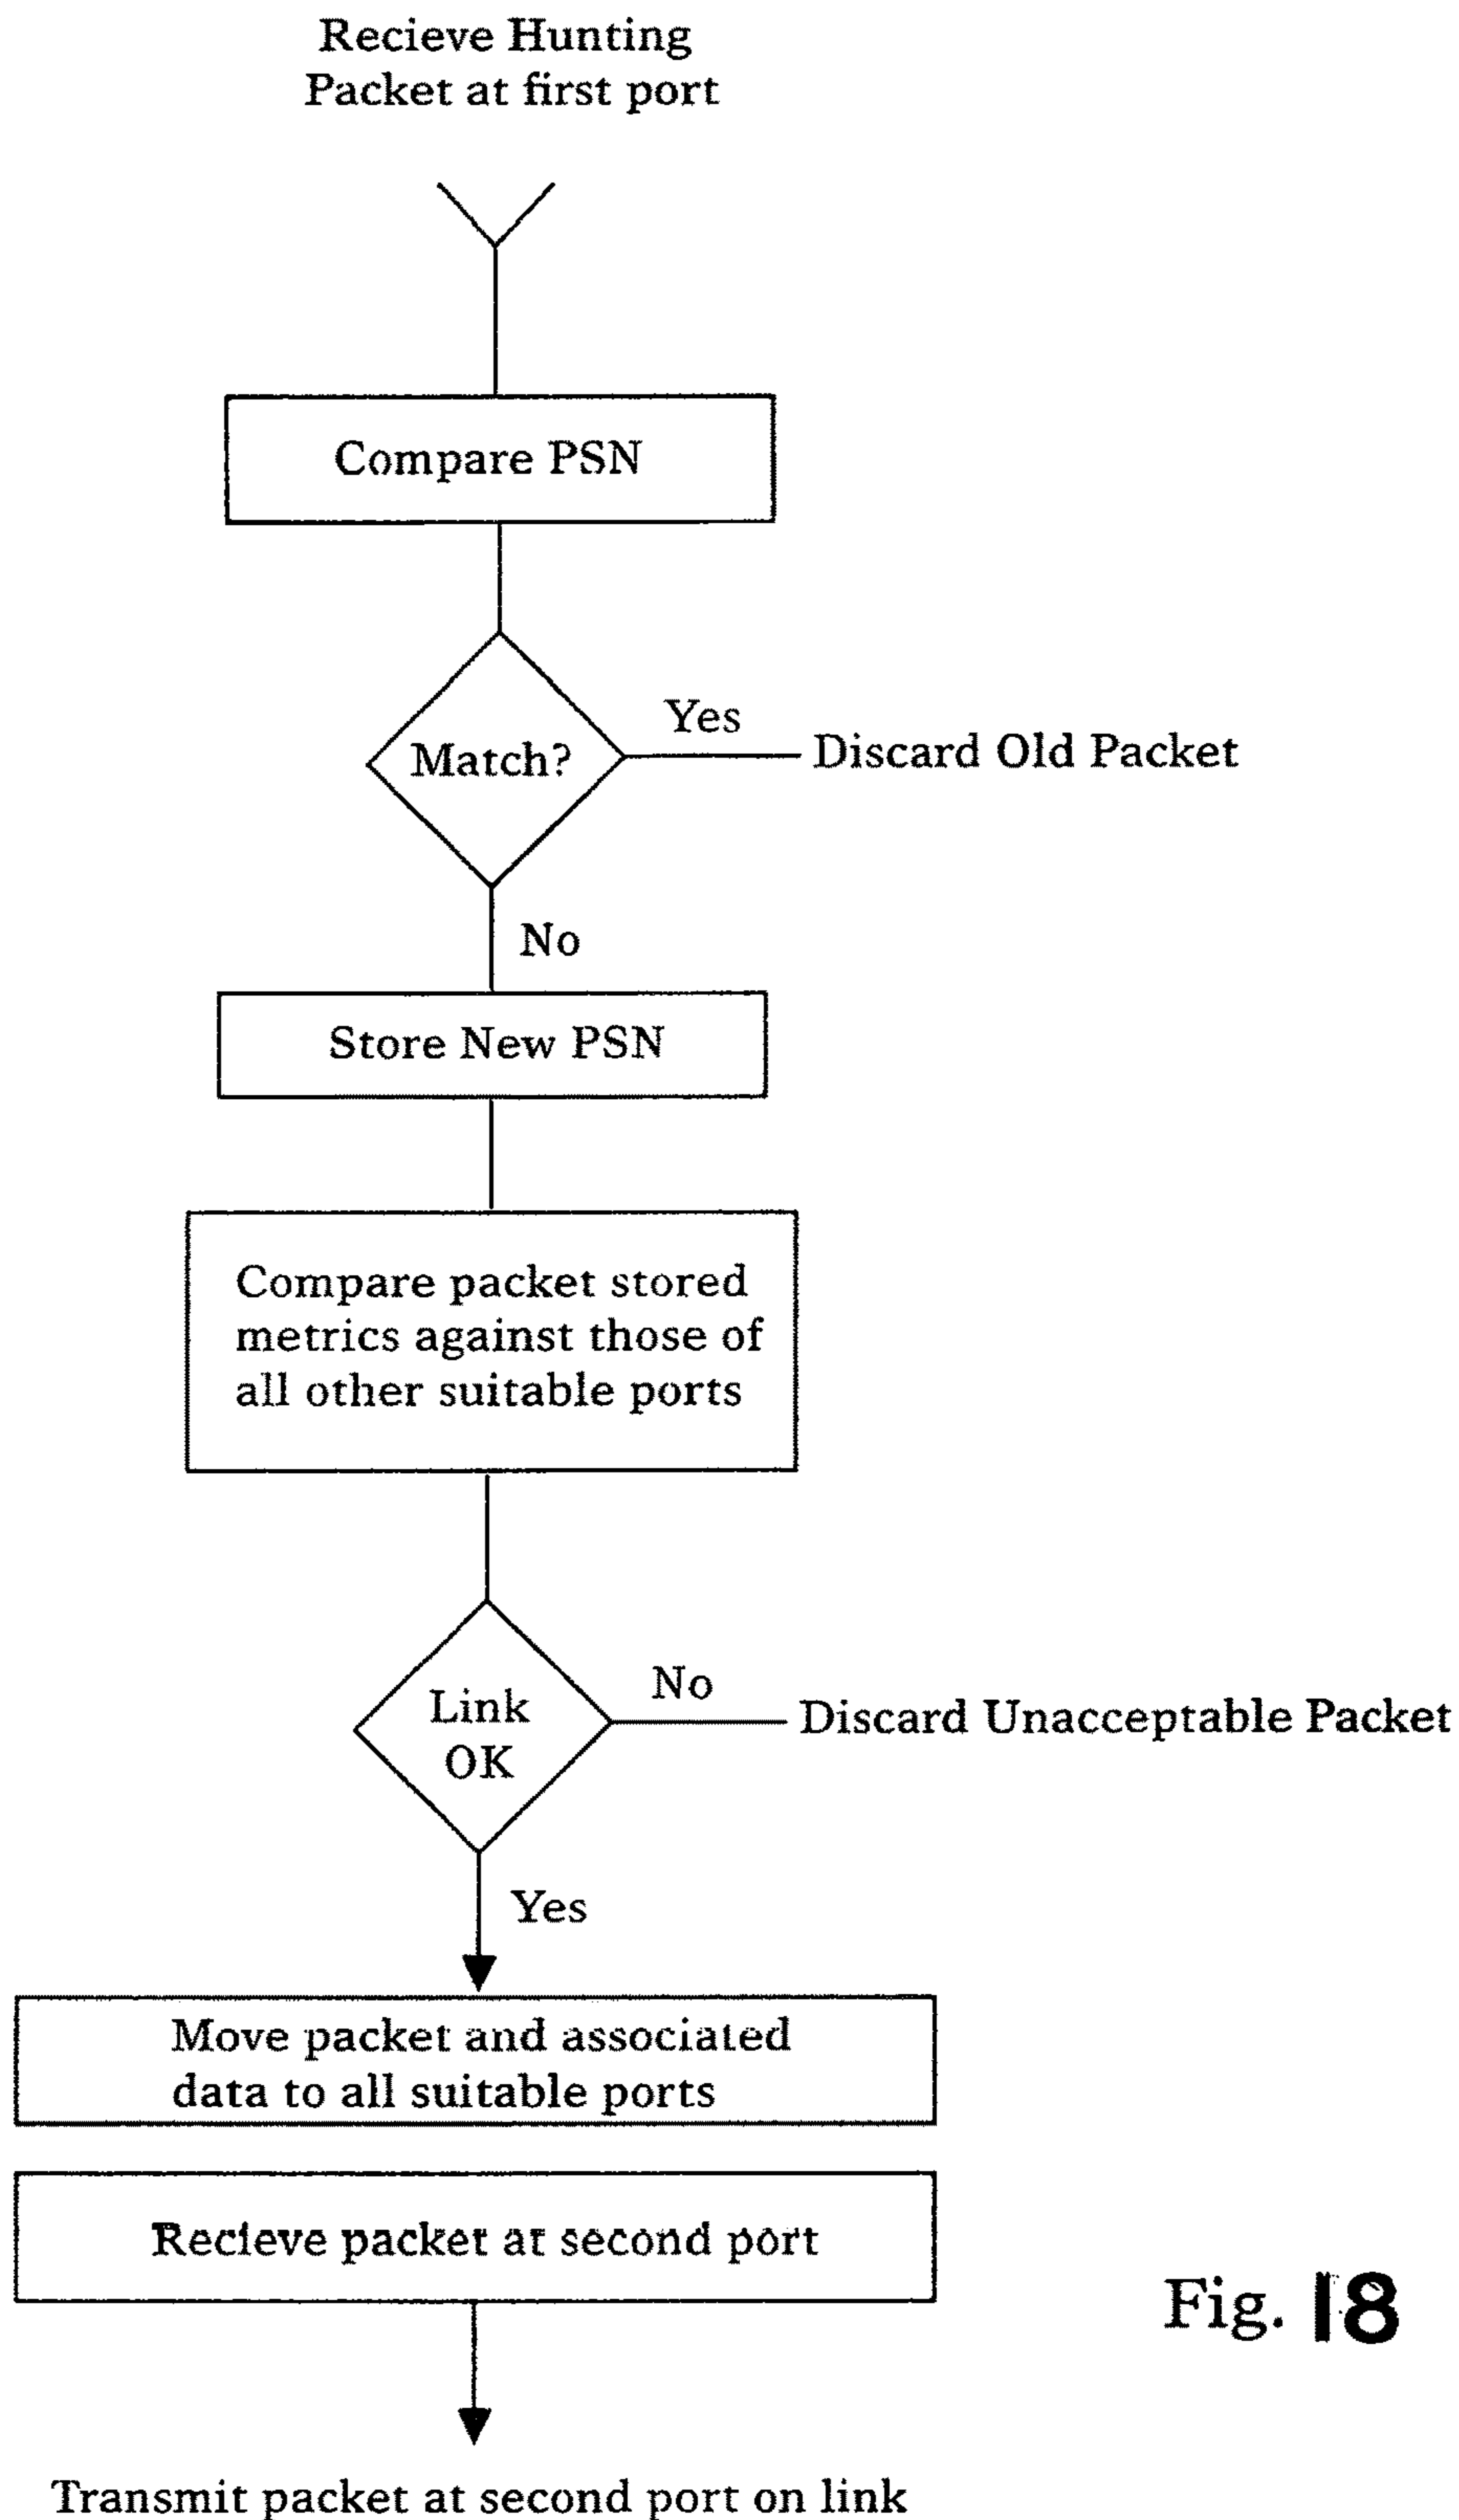 Recieve Hunting
Packet at first port
Compare PSN
Match?
Yes
Discard Old Packet
No
Store New PSN
Compare packet stored
metrics against those of
all other suitable ports
Link
OK
No
Discard Unacceptable Packet
Yes
Move packet and associated
data to all suitable ports
Recieve packet at second port
Fig. 18
Transmit packet at second port on link